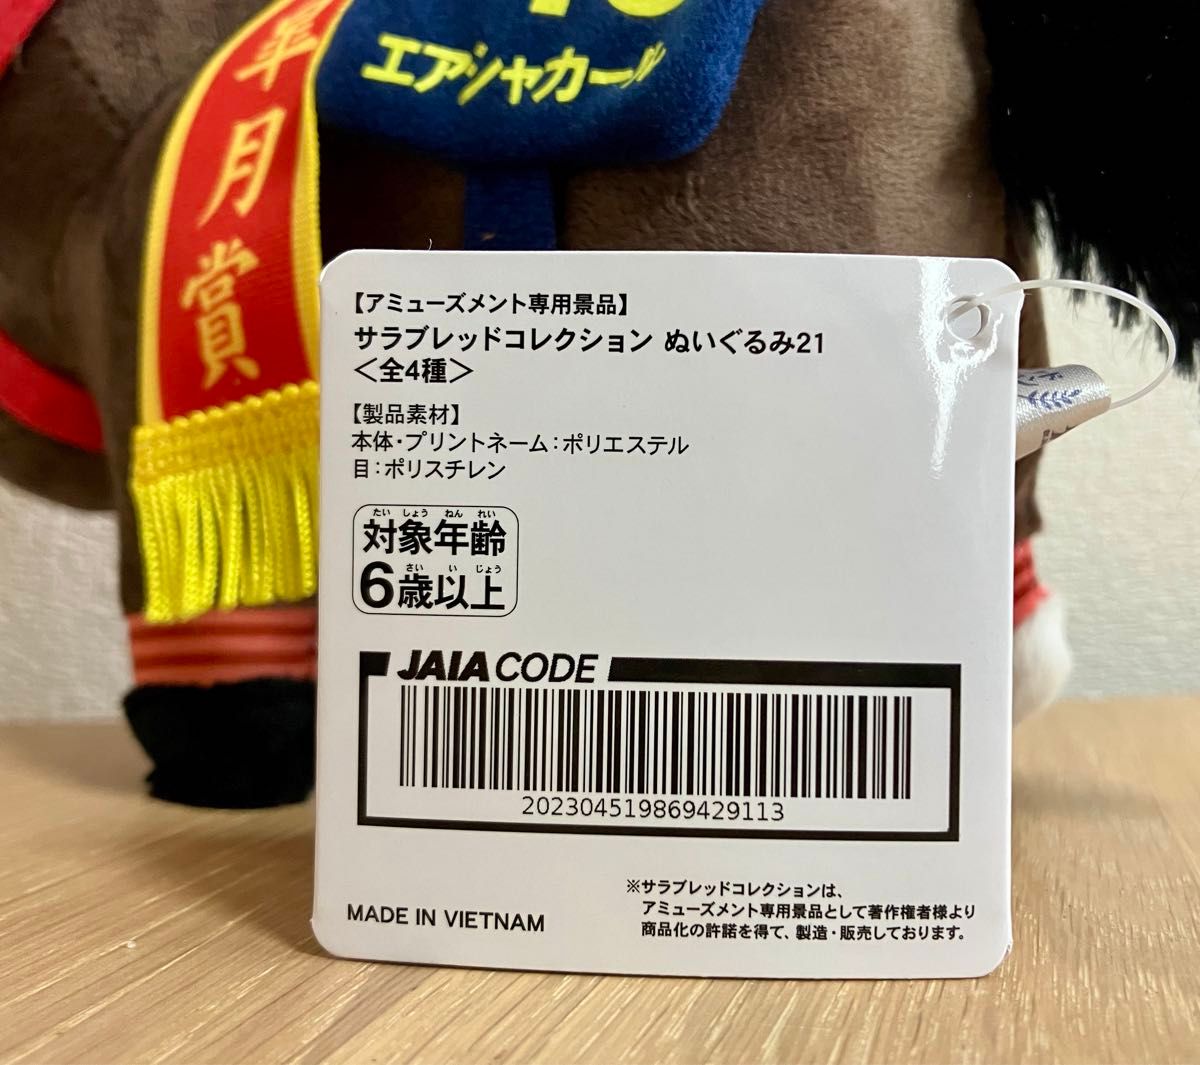 皐月賞
エアシャカール
【アミューズメント専用景品】
サラブレッドコレクション ぬいぐるみ21
＜全4種＞
【製品素材】
本体・プリントネーム：ポリエステル
目：ポリスチレン
たい しょう ねん れい
対象年齢
さい い じょう
6歳以上
JAIA CODE
202304519869429113
MADE IN VIETNAM
※サラブレッドコレクションは、
アミューズメント専用景品として著作権者様より
商品化の許諾を得て、製造・販売しております。